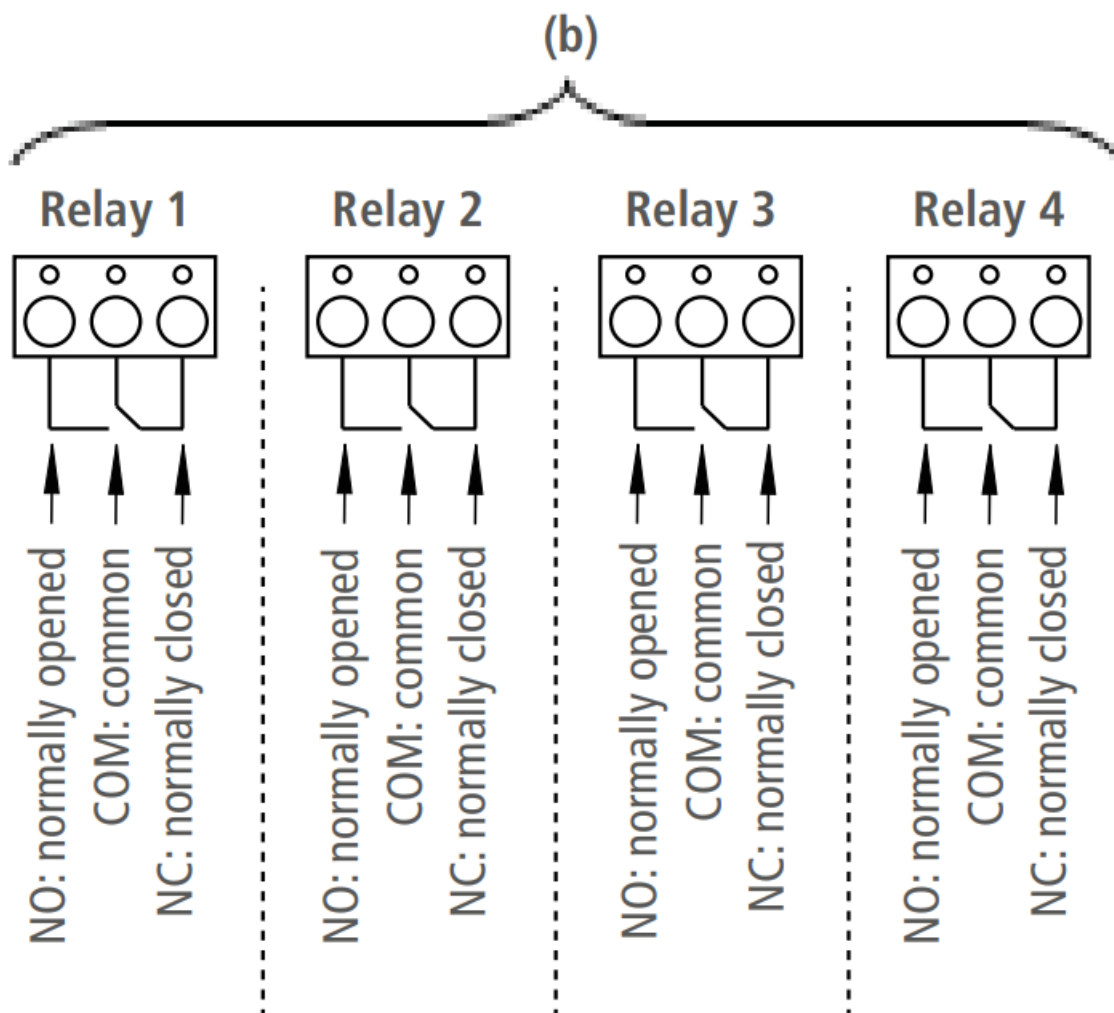 (b)
Relay 1
Relay 2
Relay 3
Relay 4
NO: normally opened
COM: common
NC: normally closed
NO: normally opened
COM: common
NC: normally closed
NO: normally opened
COM: common
NC: normally closed
NO: normally opened
COM: common
NC: normally closed